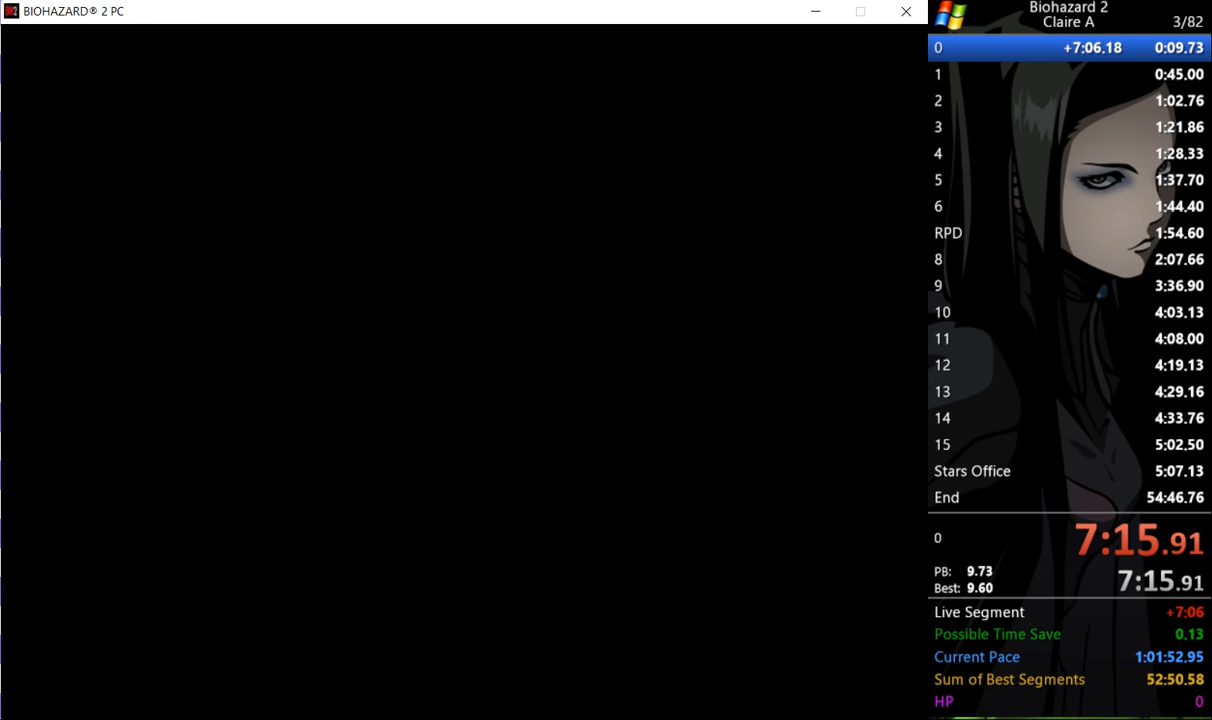 BIOHAZARD® 2 PC
Biohazard 2
Claire A 3/82
0 +7:06.18 0:09.73
1 0:45.00
2 1:02.76
3 1:21.86
4 1:28.33
5 1:37.70
6 1:44.40
RPD 1:54.60
8 2:07.66
9 3:36.90
10 4:03.13
11 4:08.00
12 4:19.13
13 4:29.16
14 4:33.76
15 5:02.50
Stars Office 5:07.13
End 54:46.76
0 7:15.91
PB: 9.73
Best: 9.60 7:15.91
Live Segment +7:06
Possible Time Save 0.13
Current Pace 1:01:52.95
Sum of Best Segments 52:50.58
HP 0